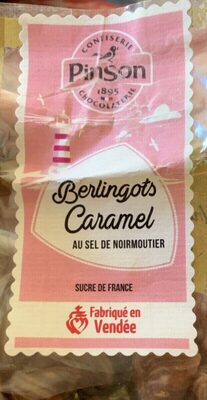 CONFISERIE
PinSon
1895
CHOCOLATERIE
Berlingots
Caramel
AU SEL DE NOIRMOUTIER
SUCRE DE FRANCE
Fabriqué en
Vendée